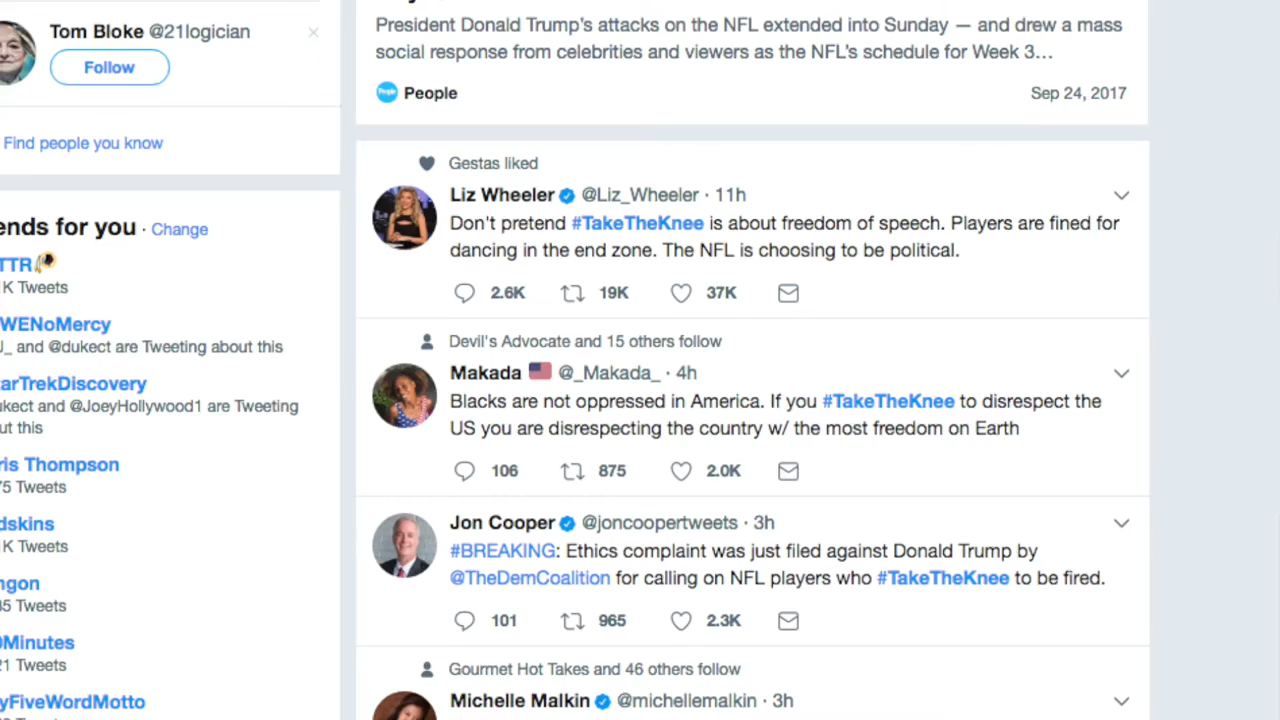 Tom Bloke @21logician
Follow
Find people you know
ends for you · Change
TTR
K Tweets
WENoMercy
_ and @dukect are Tweeting about this
arTrekDiscovery
ukect and @JoeyHollywood1 are Tweeting
ut this
ris Thompson
75 Tweets
dskins
K Tweets
ngon
35 Tweets
Minutes
21 Tweets
yFiveWordMotto
President Donald Trump's attacks on the NFL extended into Sunday — and drew a mass
social response from celebrities and viewers as the NFL's schedule for Week 3…
People People Sep 24, 2017
Gestas liked
Liz Wheeler @Liz_Wheeler · 11h
Don't pretend #TakeTheKnee is about freedom of speech. Players are fined for
dancing in the end zone. The NFL is choosing to be political.
2.6K 19K 37K
Devil's Advocate and 15 others follow
Makada 🇺🇸 @_Makada_ · 4h
Blacks are not oppressed in America. If you #TakeTheKnee to disrespect the
US you are disrespecting the country w/ the most freedom on Earth
106 875 2.0K
Jon Cooper @joncoopertweets · 3h
#BREAKING: Ethics complaint was just filed against Donald Trump by
@TheDemCoalition for calling on NFL players who #TakeTheKnee to be fired.
101 965 2.3K
Gourmet Hot Takes and 46 others follow
Michelle Malkin @michellemalkin · 3h